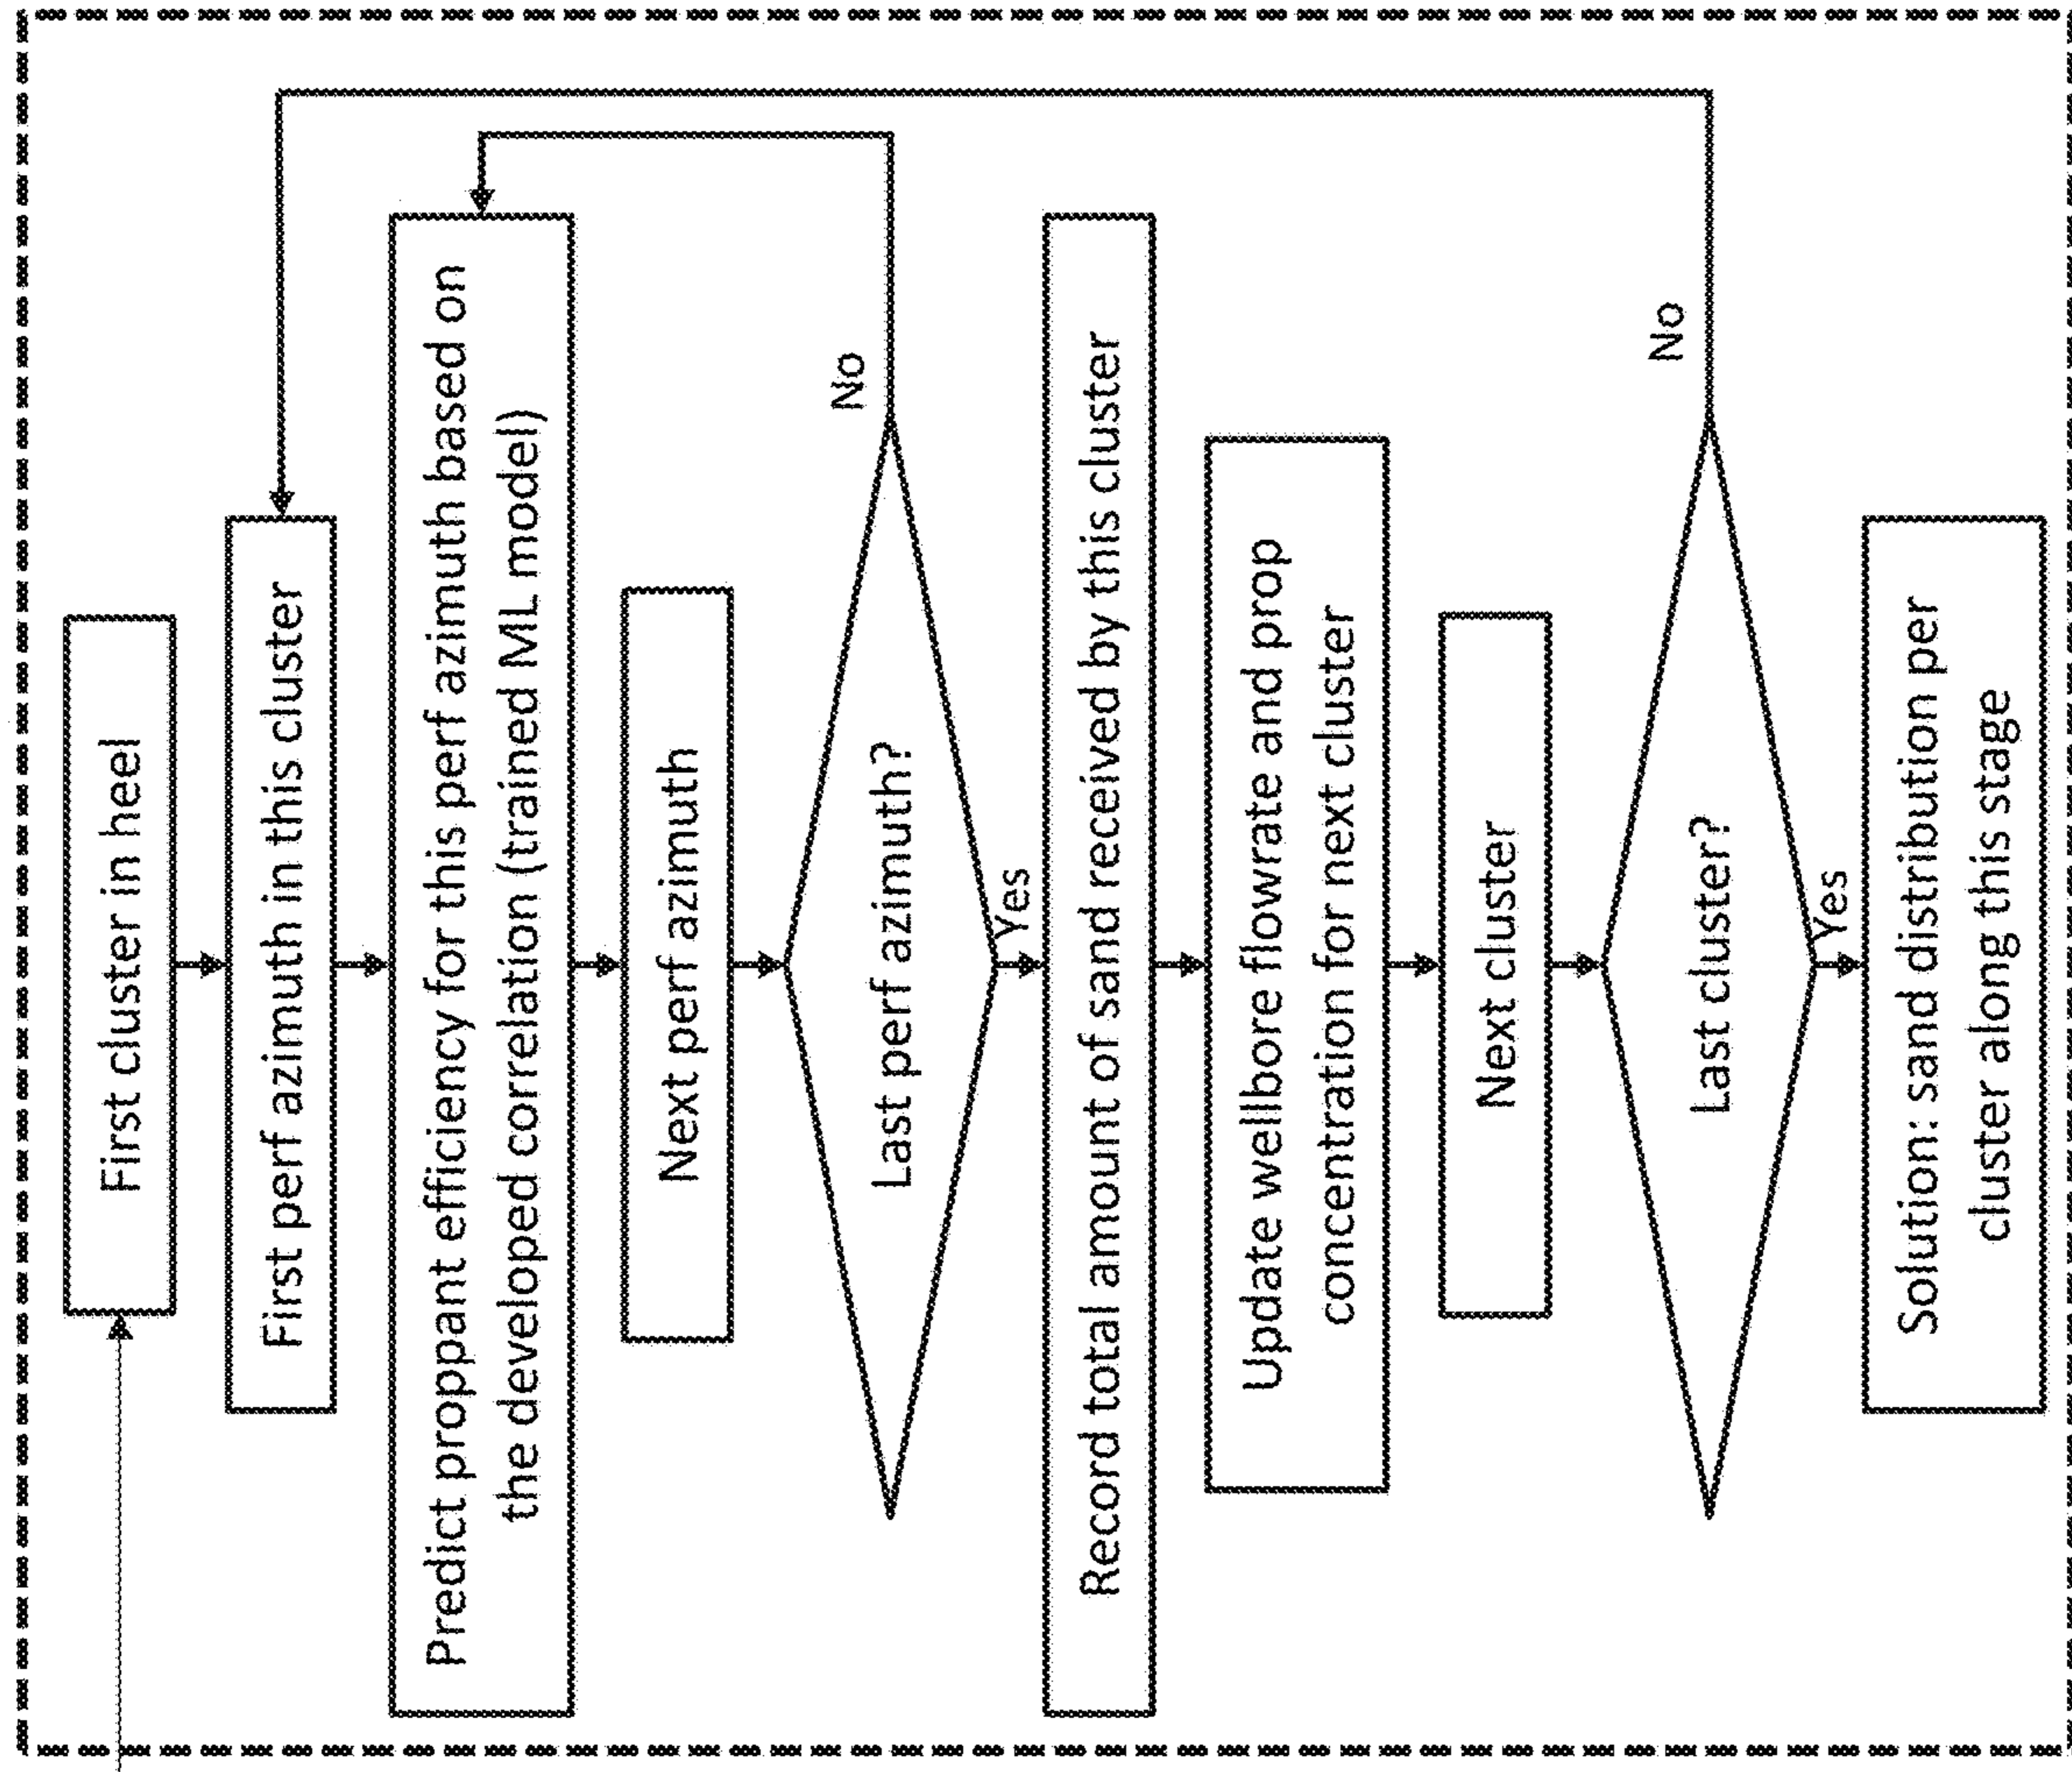 First cluster in heel
First perf azimuth in this cluster
Predict proppant efficiency for this perf azimuth based on
the developed correlation (trained ML model)
Next perf azimuth
Last perf azimuth?
No
Yes
Record total amount of sand received by this cluster
Update wellbore flowrate and prop
concentration for next cluster
Next cluster
Last cluster?
No
Yes
Solution: sand distribution per
cluster along this stage